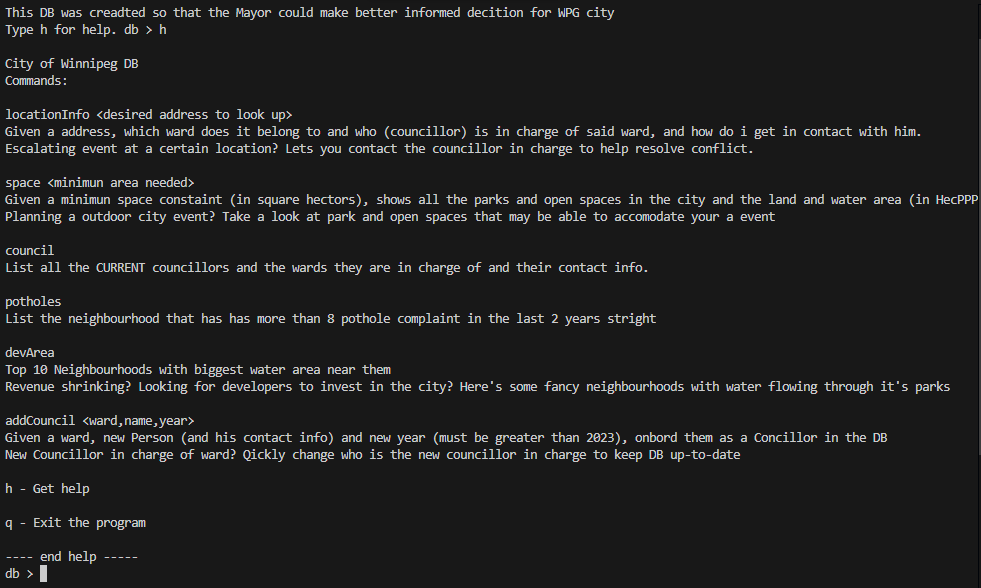 This DB was creadted so that the Mayor could make better informed decition for WPG city
Type h for help. db > h
City of Winnipeg DB
Commands:
locationInfo <desired address to look up>
Given a address, which ward does it belong to and who (councillor) is in charge of said ward, and how do i get in contact with him.
Escalating event at a certain location? Lets you contact the councillor in charge to help resolve conflict.
space <minimun area needed>
Given a minimun space constaint (in square hectors), shows all the parks and open spaces in the city and the land and water area (in HecPPP
Planning a outdoor city event? Take a look at park and open spaces that may be able to accomodate your a event
council
List all the CURRENT councillors and the wards they are in charge of and their contact info.
potholes
List the neighbourhood that has has more than 8 pothole complaint in the last 2 years stright
devArea
Top 10 Neighbourhoods with biggest water area near them
Revenue shrinking? Looking for developers to invest in the city? Here's some fancy neighbourhoods with water flowing through it's parks
addCouncil <ward,name,year>
Given a ward, new Person (and his contact info) and new year (must be greater than 2023), onbord them as a Concillor in the DB
New Councillor in charge of ward? Qickly change who is the new councillor in charge to keep DB up-to-date
h - Get help
q - Exit the program
---- end help -----
db >